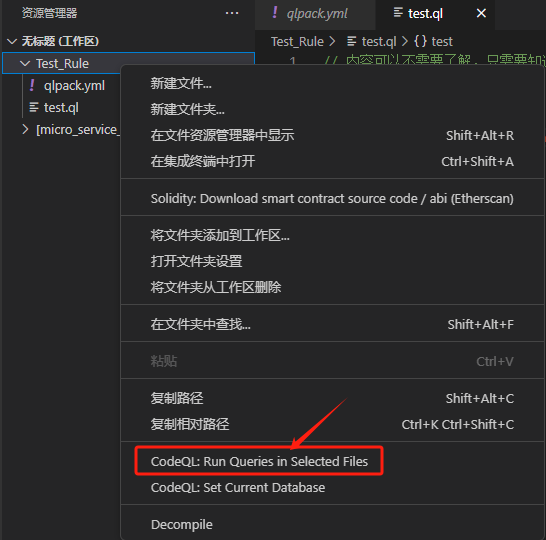 资源管理器 ...
! qlpack.yml
test.ql ×
无标题 (工作区)
Test_Rule > test.ql > {} test
Test_Rule
1 // 内容可以不需要了解，只需要知
! qlpack.yml
test.ql
[micro_service_
新建文件...
新建文件夹...
在文件资源管理器中显示 Shift+Alt+R
在集成终端中打开 Ctrl+Shift+A
Solidity: Download smart contract source code / abi (Etherscan)
将文件夹添加到工作区...
打开文件夹设置
将文件夹从工作区删除
在文件夹中查找... Shift+Alt+F
粘贴 Ctrl+V
复制路径 Shift+Alt+C
复制相对路径 Ctrl+K Ctrl+Shift+C
CodeQL: Run Queries in Selected Files
CodeQL: Set Current Database
Decompile